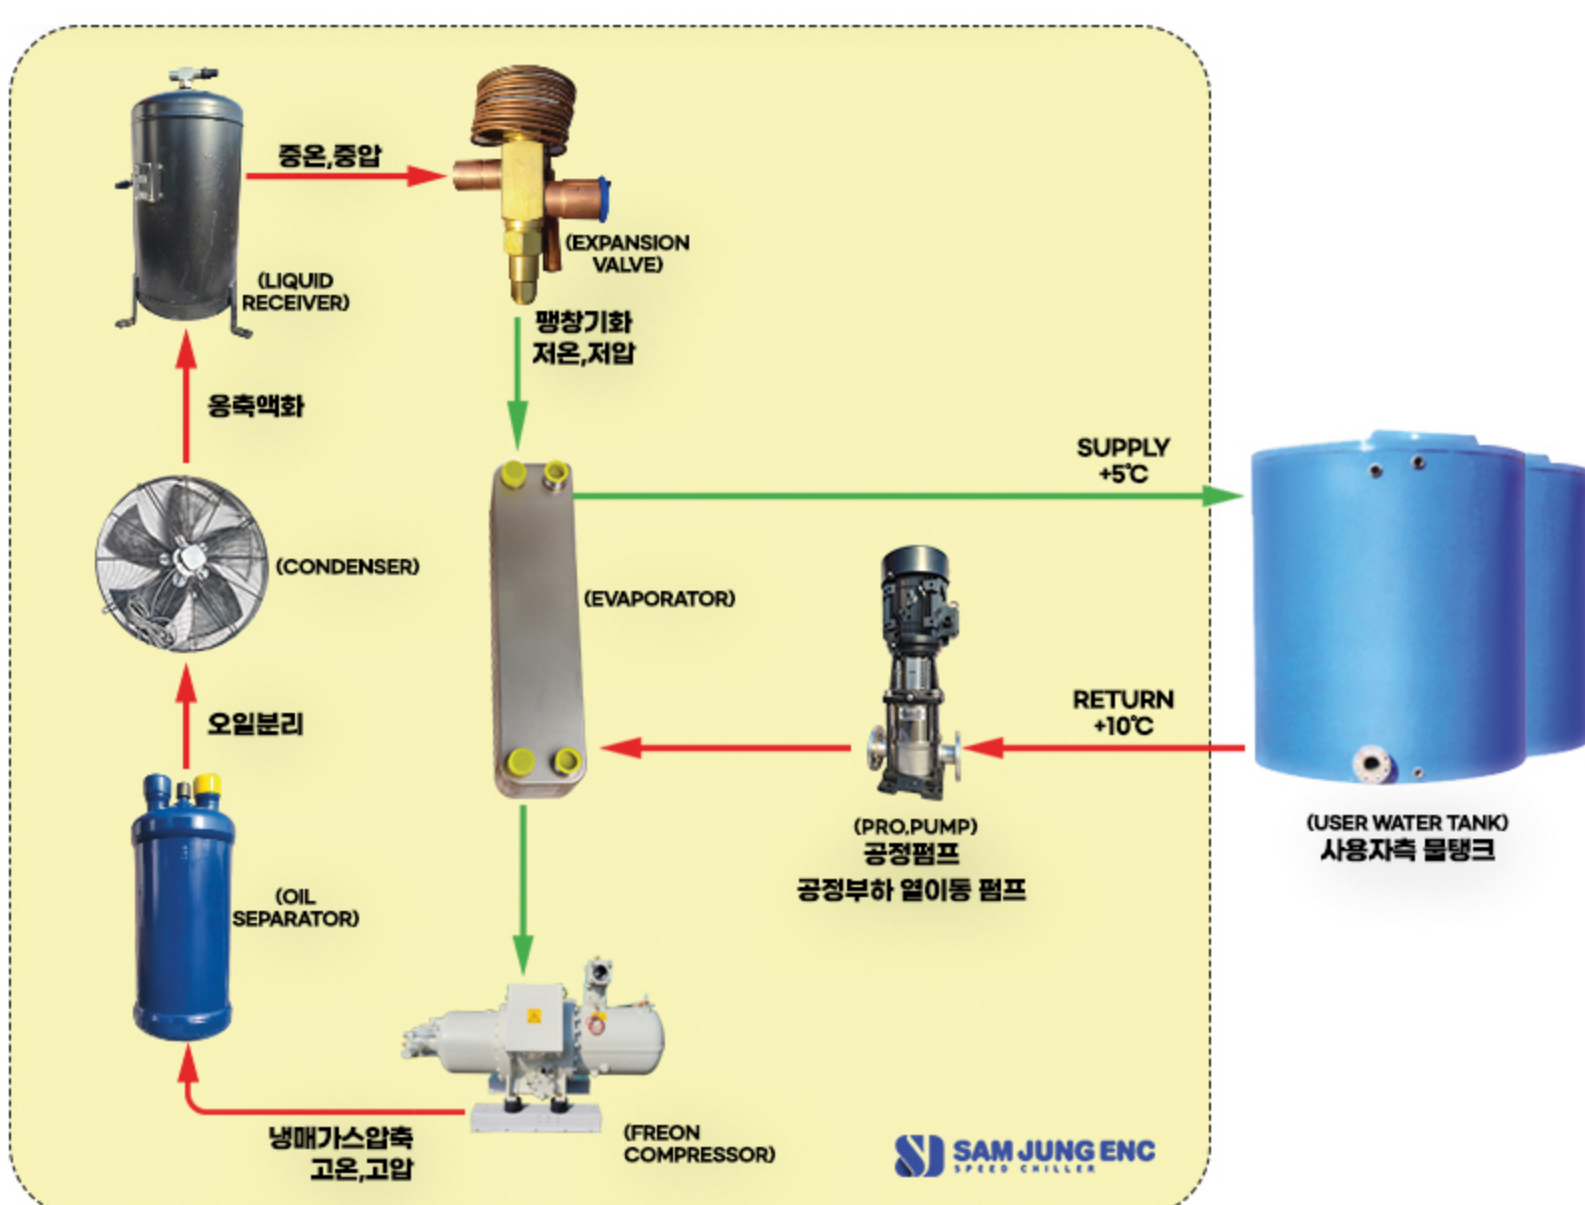 중온,중압
(EXPANSION
VALVE)
(LIQUID
RECEIVER)
팽창기화
저온,저압
응축액화
SUPPLY
+5℃
(CONDENSER)
(EVAPORATOR)
RETURN
+10℃
오일분리
(PRO.PUMP)
공정펌프
공정부하 열이동 펌프
(USER WATER TANK)
사용자측 물탱크
(OIL
SEPARATOR)
냉매가스압축
고온,고압
(FREON
COMPRESSOR)
SAM JUNG ENC
SPEED CHILLER